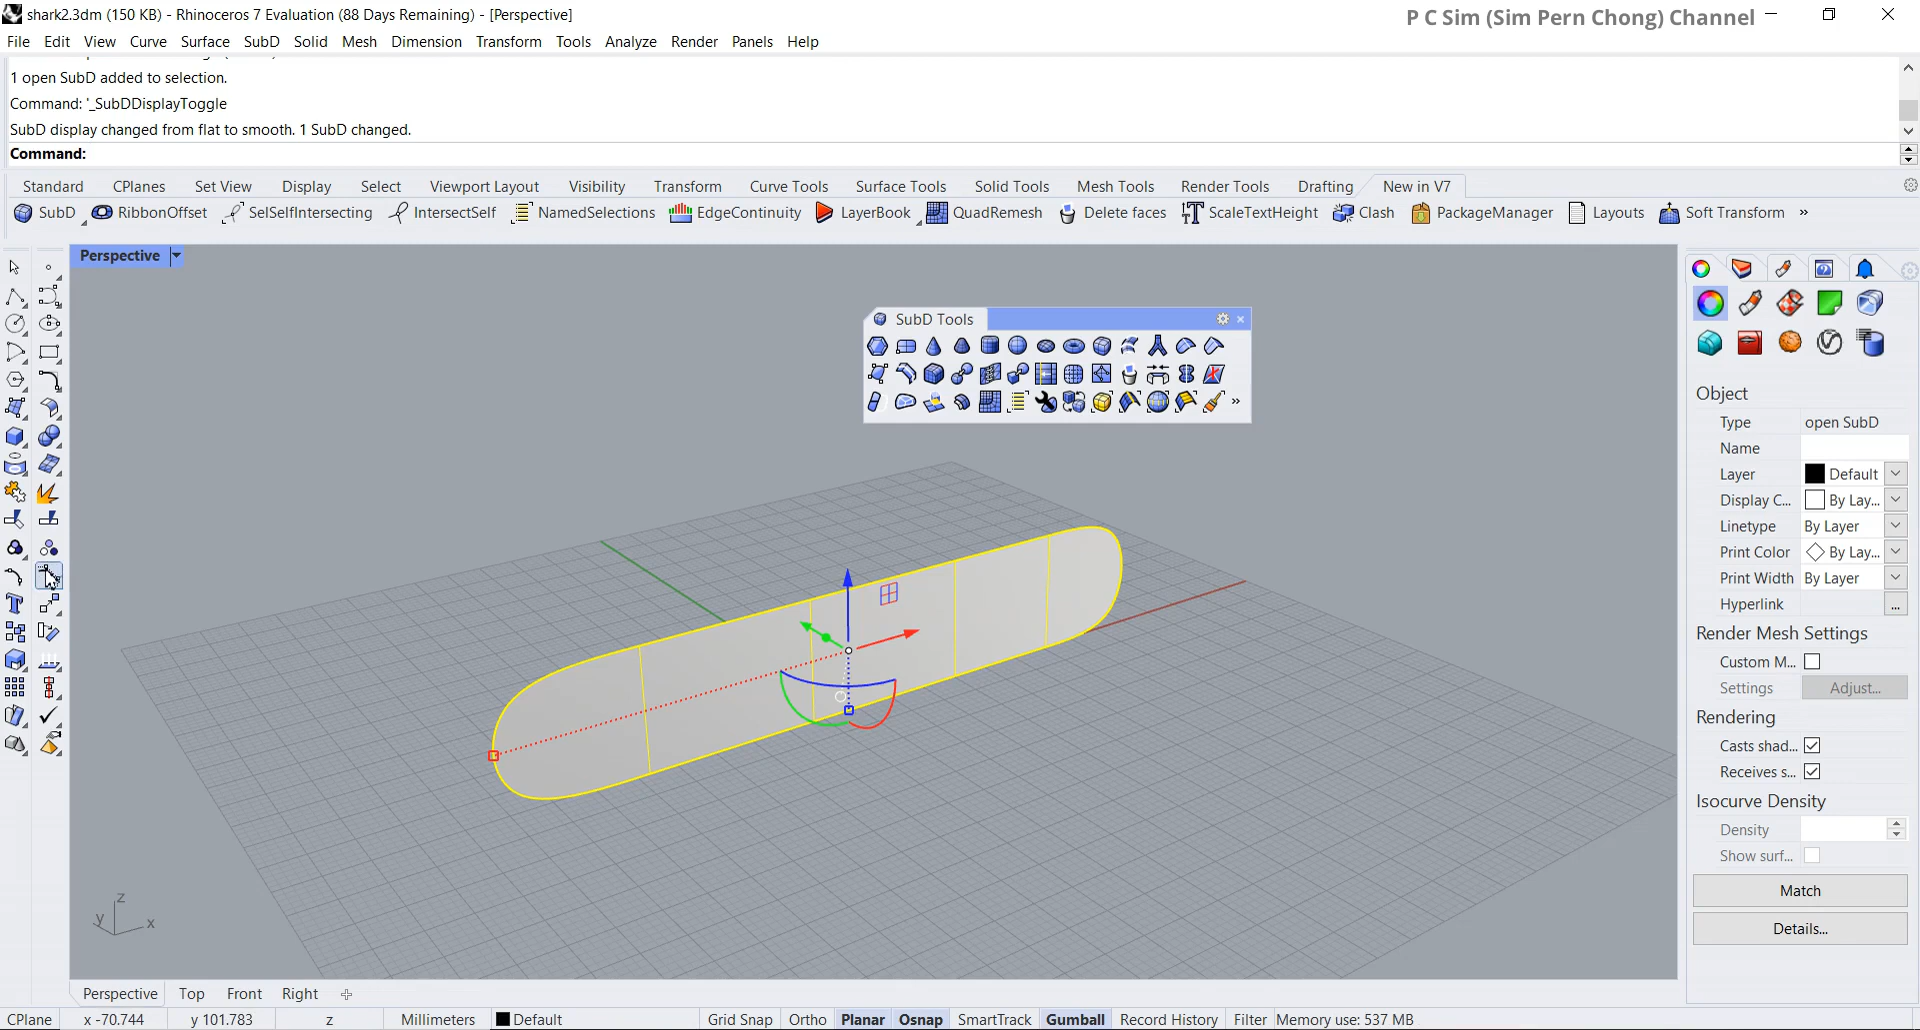 shark2.3dm (150 KB) - Rhinoceros 7 Evaluation (88 Days Remaining) - [Perspective]
P C Sim (Sim Pern Chong) Channel
File Edit View Curve Surface SubD Solid Mesh Dimension Transform Tools Analyze Render Panels Help
1 open SubD added to selection.
Command: '_SubDDisplayToggle
SubD display changed from flat to smooth. 1 SubD changed.
Command:
Standard CPlanes Set View Display Select Viewport Layout Visibility Transform Curve Tools Surface Tools Solid Tools Mesh Tools Render Tools Drafting New in V7
SubD RibbonOffset SelSelfIntersecting IntersectSelf NamedSelections EdgeContinuity LayerBook QuadRemesh Delete faces ScaleTextHeight Clash PackageManager Layouts Soft Transform »
Perspective
SubD Tools
»
Object
Type open SubD
Name
Layer Default
Display C... By Lay...
Linetype By Layer
Print Color By Lay...
Print Width By Layer
Hyperlink ...
Render Mesh Settings
Custom M...
Settings Adjust...
Rendering
Casts shad...
Receives s...
Isocurve Density
Density
Show surf...
Match
Details...
z
y x
Perspective Top Front Right
CPlane x -70.744 y 101.783 z Millimeters Default Grid Snap Ortho Planar Osnap SmartTrack Gumball Record History Filter Memory use: 537 MB